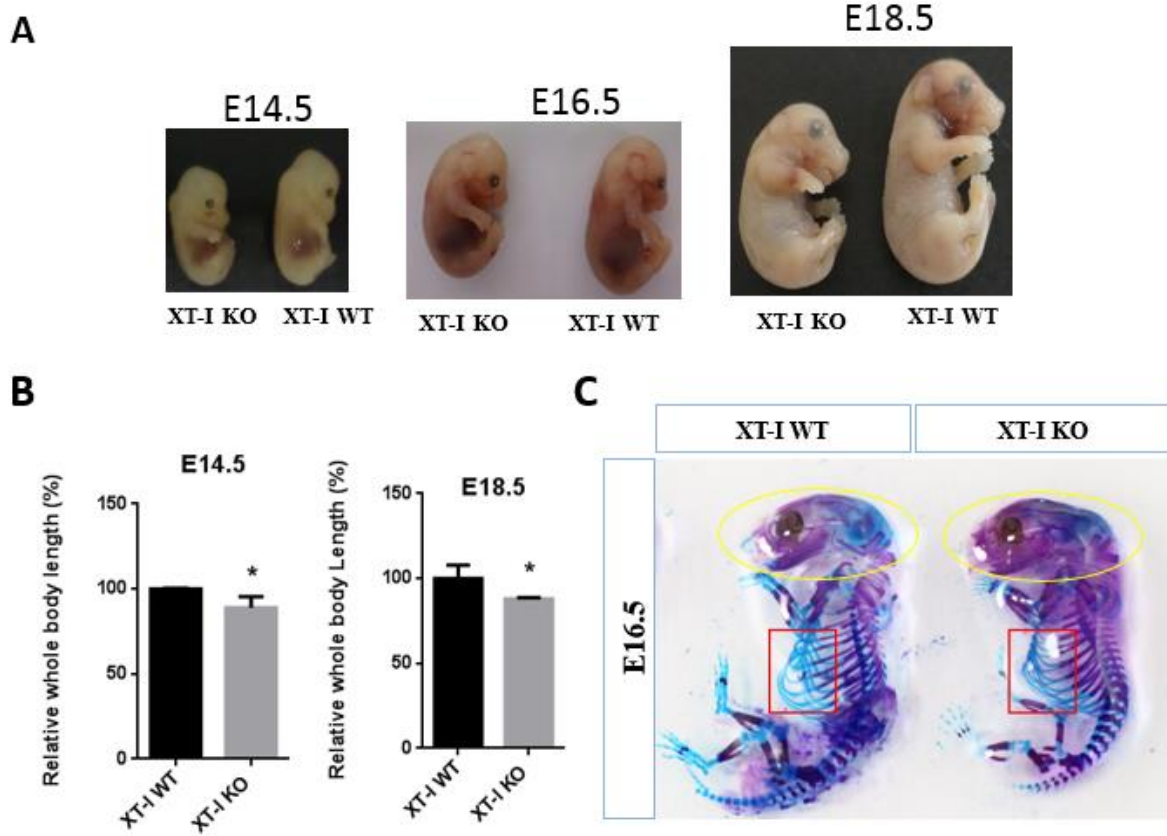 A
E14.5
E16.5
E18.5
XT-I KO
XT-I WT
XT-I KO
XT-I WT
XT-I KO
XT-I WT
B
Relative whole body length (%)
E14.5
150
100
50
0
*
XT-I WT
XT-I KO
Relative whole body Length (%)
E18.5
150
100
50
0
*
XT-I WT
XT-I KO
C
XT-I WT
XT-I KO
E16.5